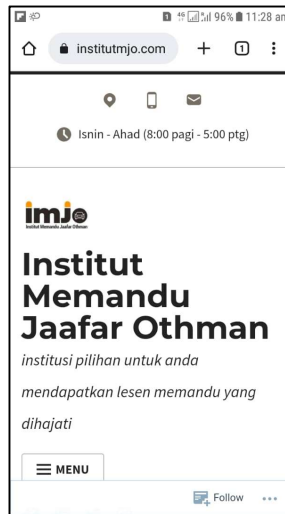 96% 11:28 am
institutmjo.com
1
Isnin - Ahad (8:00 pagi - 5:00 ptg)
imjo
Institut Memandu Jaafar Othman
Institut
Memandu
Jaafar Othman
institusi pilihan untuk anda
mendapatkan lesen memandu yang
dihajati
MENU
Follow